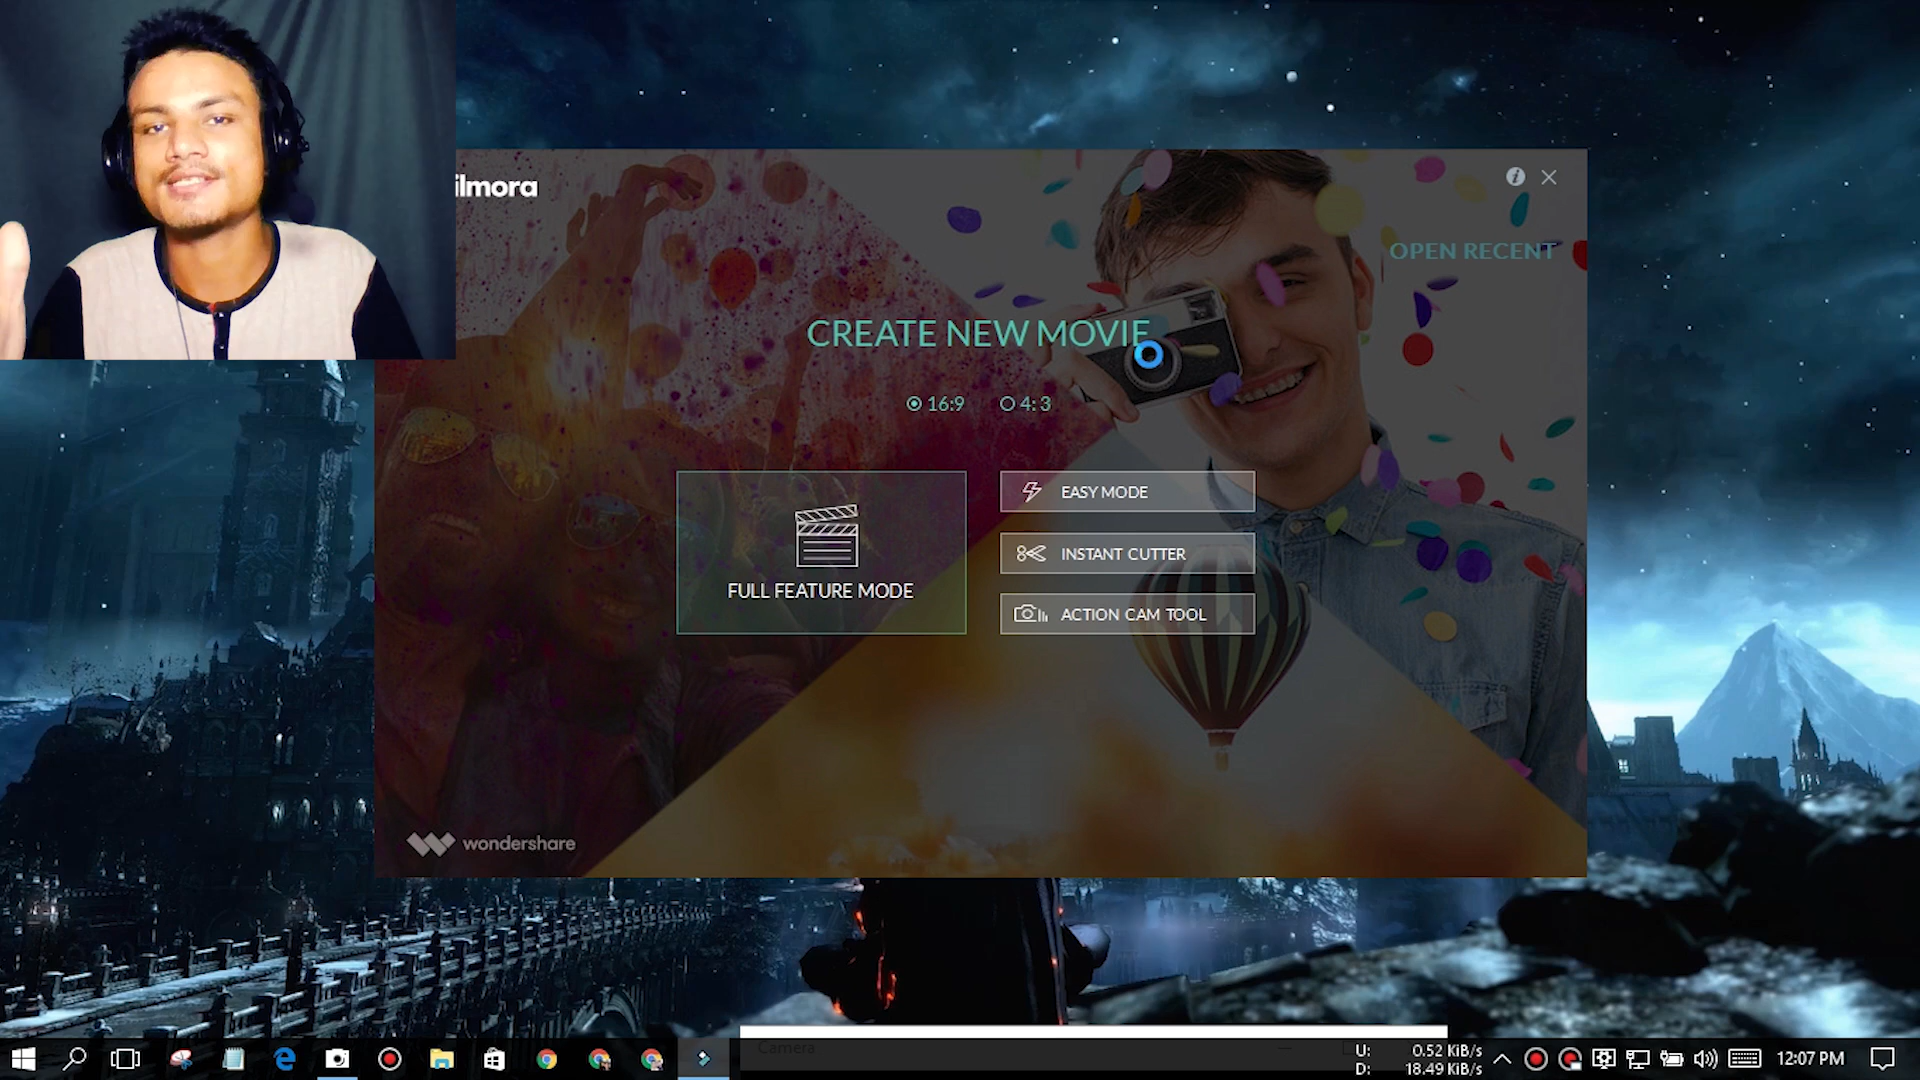 ilmora
OPEN RECENT
CREATE NEW MOVIE
16:9
4:3
EASY MODE
FULL FEATURE MODE
INSTANT CUTTER
ACTION CAM TOOL
wondershare
Camera
U: 0.52 KiB/s
D: 18.49 KiB/s
12:07 PM